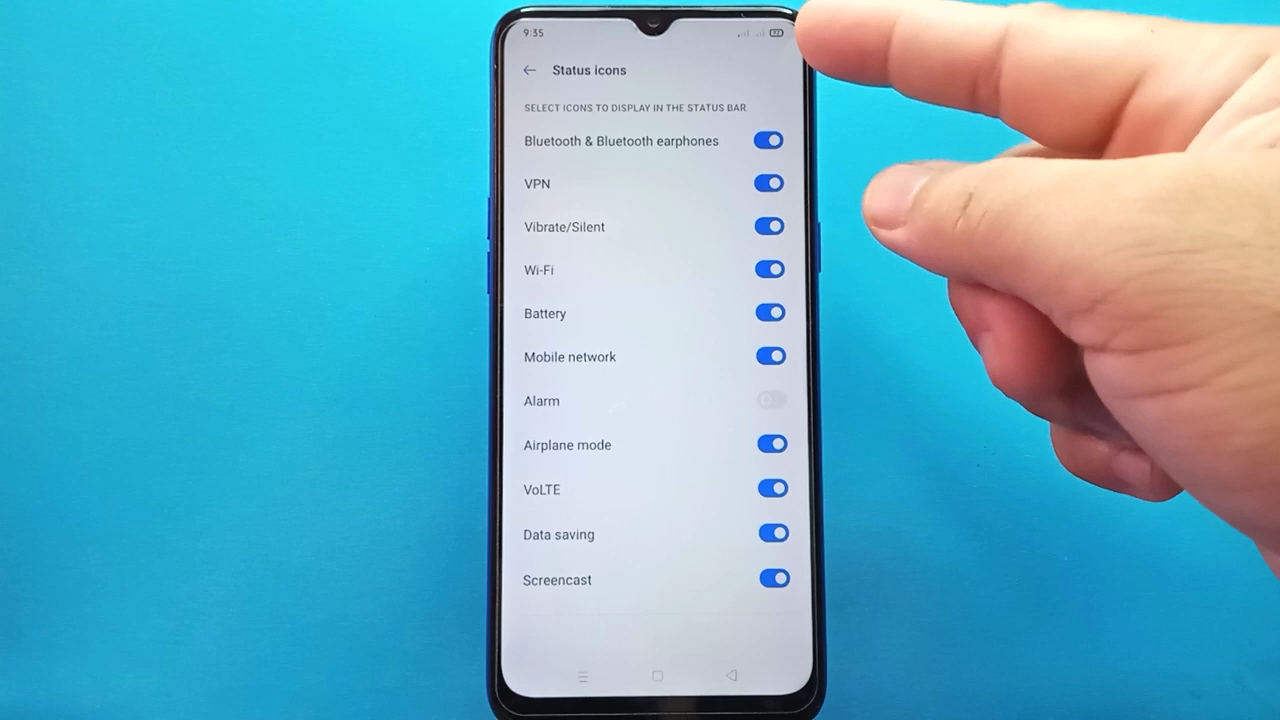 9:35
Status icons
SELECT ICONS TO DISPLAY IN THE STATUS BAR
Bluetooth & Bluetooth earphones
VPN
Vibrate/Silent
Wi-Fi
Battery
Mobile network
Alarm
Airplane mode
VoLTE
Data saving
Screencast